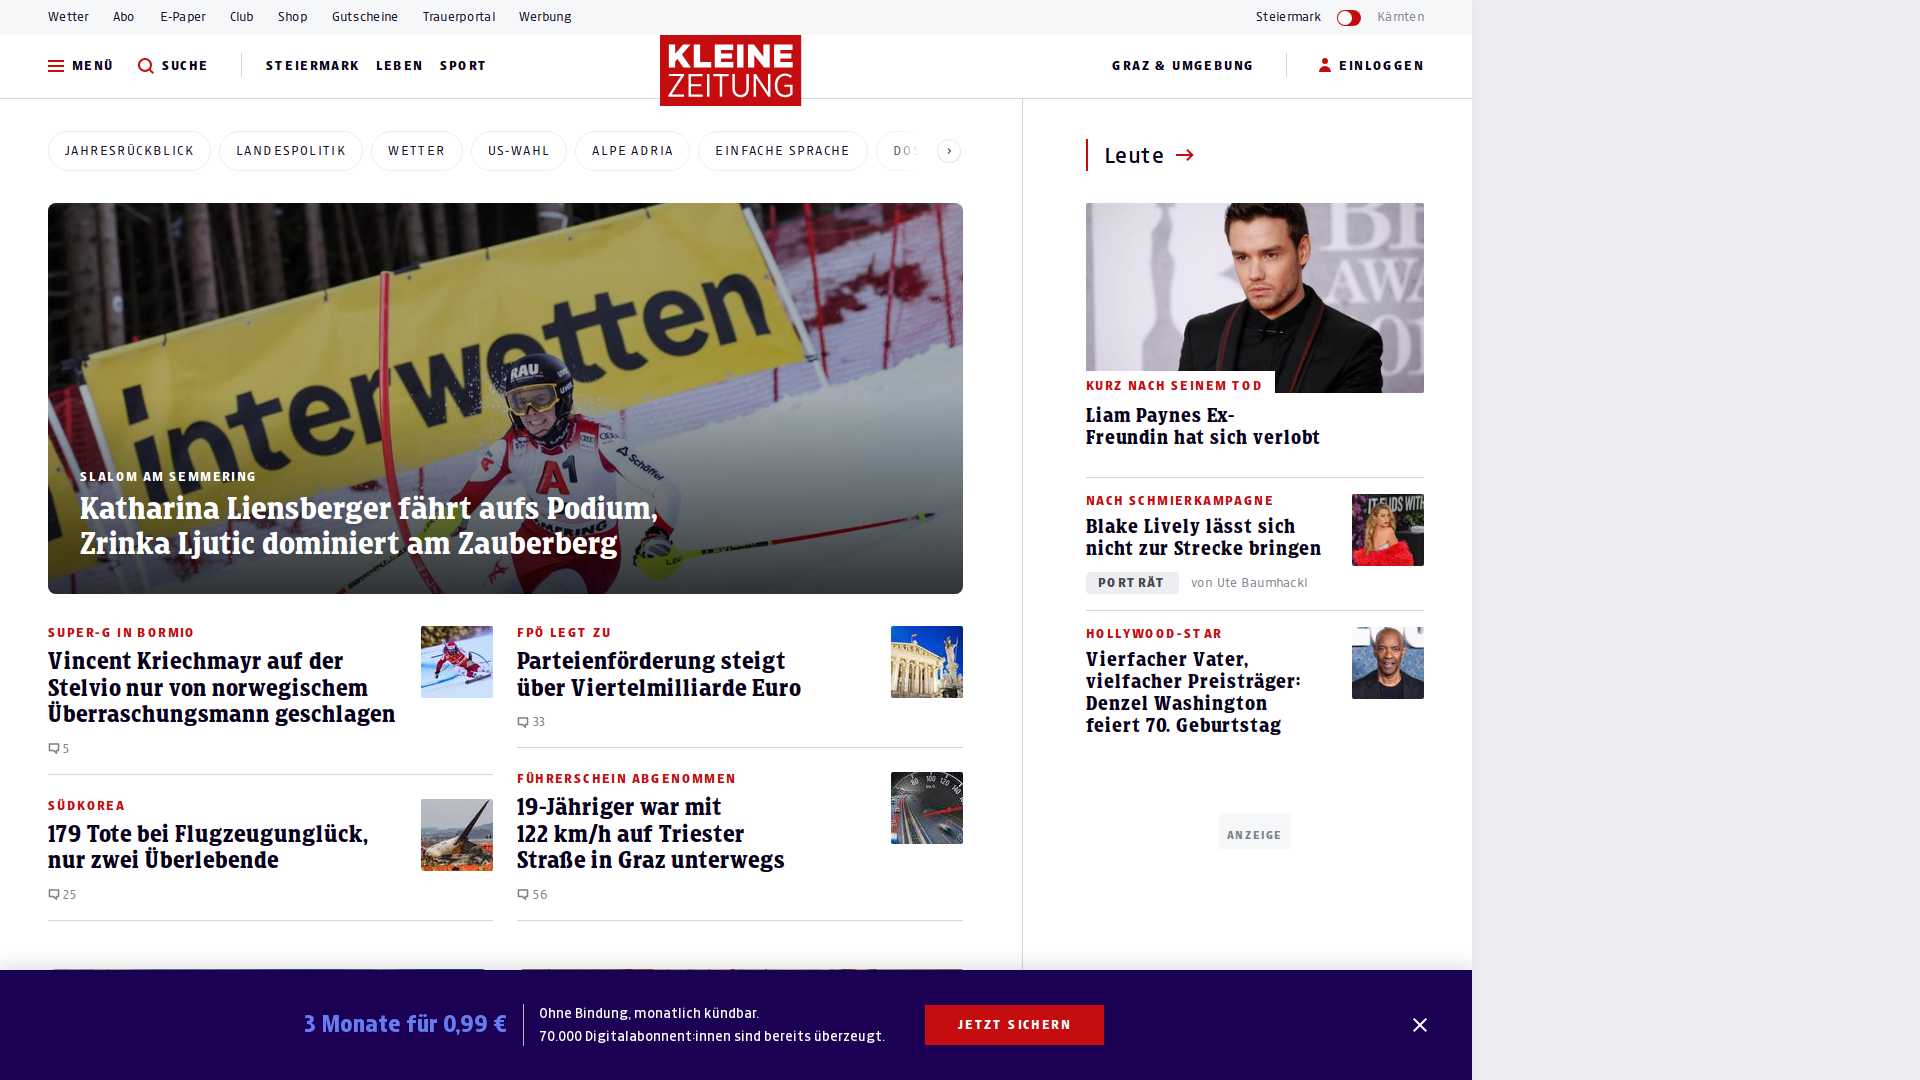 Wetter Abo E-Paper Club Shop Gutscheine Trauerportal Werbung Steiermark Kärnten
MENÜ SUCHE STEIERMARK LEBEN SPORT KLEINE ZEITUNG GRAZ & UMGEBUNG EINLOGGEN
JAHRESRÜCKBLICK LANDESPOLITIK WETTER US-WAHL ALPE ADRIA EINFACHE SPRACHE
interwetten
RAU
A1
Schäffel
SLALOM AM SEMMERING
Katharina Liensberger fährt aufs Podium,
Zrinka Ljutic dominiert am Zauberberg
SUPER-G IN BORMIO
Vincent Kriechmayr auf der
Stelvio nur von norwegischem
Überraschungsmann geschlagen
5
SÜDKOREA
179 Tote bei Flugzeugunglück,
nur zwei Überlebende
25
FPÖ LEGT ZU
Parteienförderung steigt
über Viertelmilliarde Euro
33
FÜHRERSCHEIN ABGENOMMEN
19-Jähriger war mit
122 km/h auf Triester
Straße in Graz unterwegs
56
Leute
KURZ NACH SEINEM TOD
Liam Paynes Ex-
Freundin hat sich verlobt
NACH SCHMIERKAMPAGNE
Blake Lively lässt sich
nicht zur Strecke bringen
PORTRÄT von Ute Baumhackl
HOLLYWOOD-STAR
Vierfacher Vater,
vielfacher Preisträger:
Denzel Washington
feiert 70. Geburtstag
ANZEIGE
3 Monate für 0,99 €
Ohne Bindung, monatlich kündbar.
70.000 Digitalabonnent:innen sind bereits überzeugt.
JETZT SICHERN